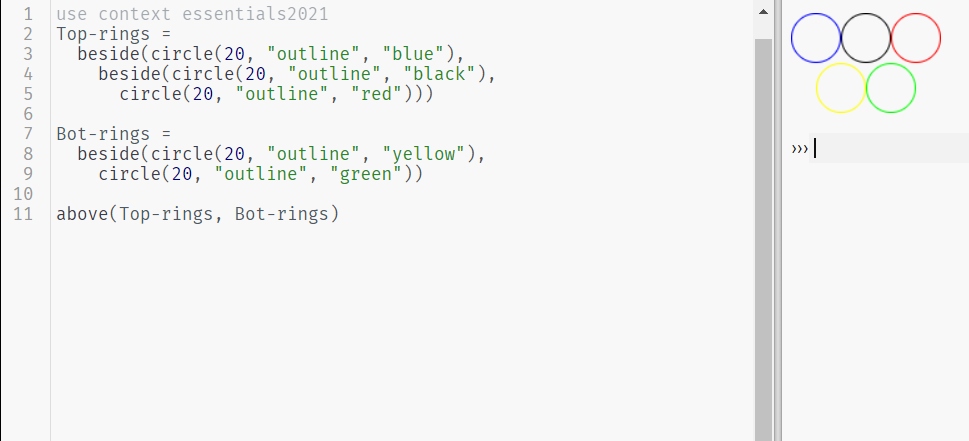 1 use context essentials2021
2 Top-rings =
3 beside(circle(20, "outline", "blue"),
4 beside(circle(20, "outline", "black"),
5 circle(20, "outline", "red")))
6
7 Bot-rings =
8 beside(circle(20, "outline", "yellow"),
9 circle(20, "outline", "green"))
10
11 above(Top-rings, Bot-rings)
›››